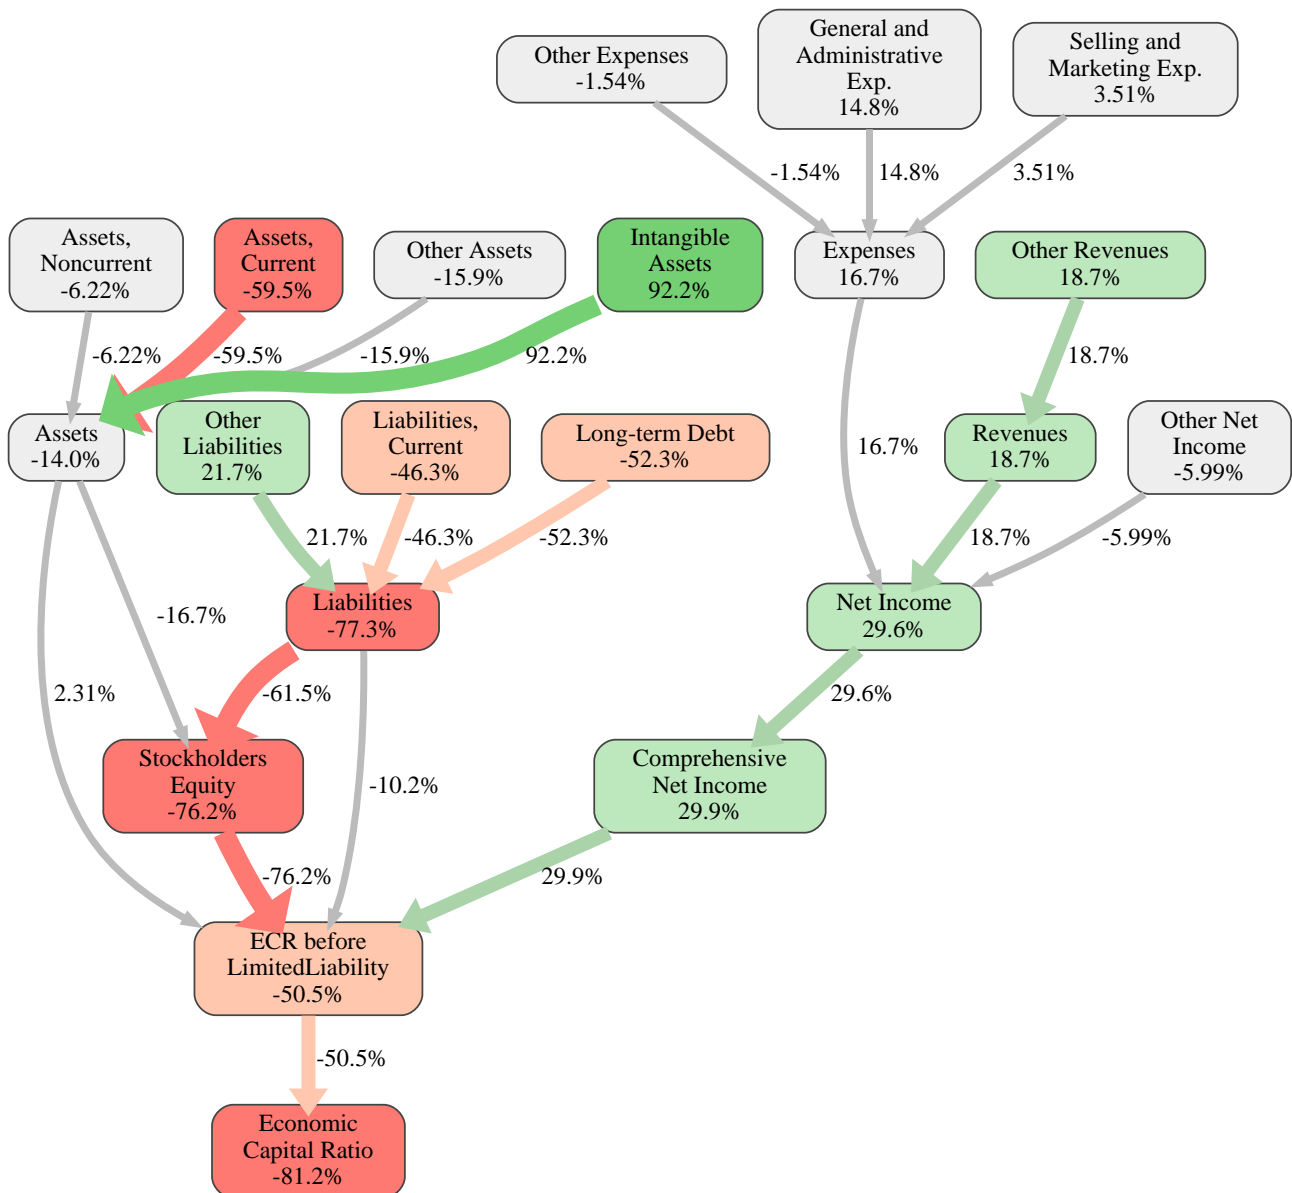 Other Expenses
-1.54%
General and
Administrative
Exp.
14.8%
Selling and
Marketing Exp.
3.51%
-1.54%
14.8%
3.51%
Assets,
Noncurrent
-6.22%
Assets,
Current
-59.5%
Other Assets
-15.9%
Intangible
Assets
92.2%
Expenses
16.7%
Other Revenues
18.7%
-6.22%
-59.5%
-15.9%
92.2%
18.7%
Assets
-14.0%
Other
Liabilities
21.7%
Liabilities,
Current
-46.3%
Long-term Debt
-52.3%
16.7%
Revenues
18.7%
Other Net
Income
-5.99%
21.7%
-46.3%
-52.3%
18.7%
-5.99%
-16.7%
Liabilities
-77.3%
Net Income
29.6%
2.31%
-61.5%
29.6%
Stockholders
Equity
-76.2%
-10.2%
Comprehensive
Net Income
29.9%
-76.2%
29.9%
ECR before
LimitedLiability
-50.5%
-50.5%
Economic
Capital Ratio
-81.2%